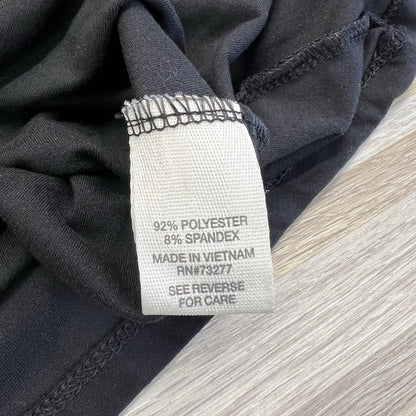 92% POLYESTER
8% SPANDEX
MADE IN VIETNAM
RN#73277
SEE REVERSE
FOR CARE